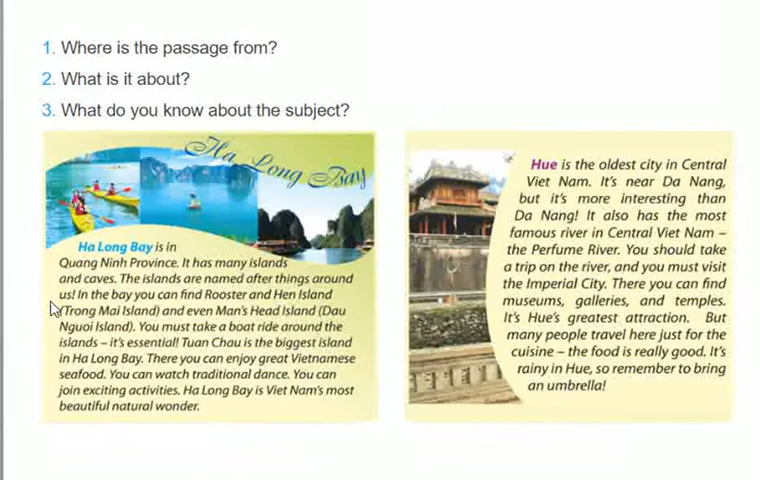 1. Where is the passage from?
2. What is it about?
3. What do you know about the subject?
Ha Long Bay
Ha Long Bay is in
Quang Ninh Province. It has many islands
and caves. The islands are named after things around
us! In the bay you can find Rooster and Hen Island
(Trong Mai Island) and even Man's Head Island (Dau
Nguoi Island). You must take a boat ride around the
islands – it's essential! Tuan Chau is the biggest island
in Ha Long Bay. There you can enjoy great Vietnamese
seafood. You can watch traditional dance. You can
join exciting activities. Ha Long Bay is Viet Nam's most
beautiful natural wonder.
Hue is the oldest city in Central
Viet Nam. It's near Da Nang,
but it's more interesting than
Da Nang! It also has the most
famous river in Central Viet Nam –
the Perfume River. You should take
a trip on the river, and you must visit
the Imperial City. There you can find
museums, galleries, and temples.
It's Hue's greatest attraction. But
many people travel here just for the
cuisine – the food is really good. It's
rainy in Hue, so remember to bring
an umbrella!